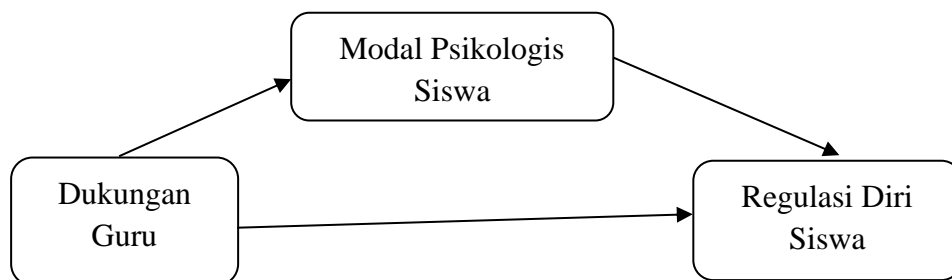 Modal Psikologis
Siswa
Dukungan
Guru
Regulasi Diri
Siswa